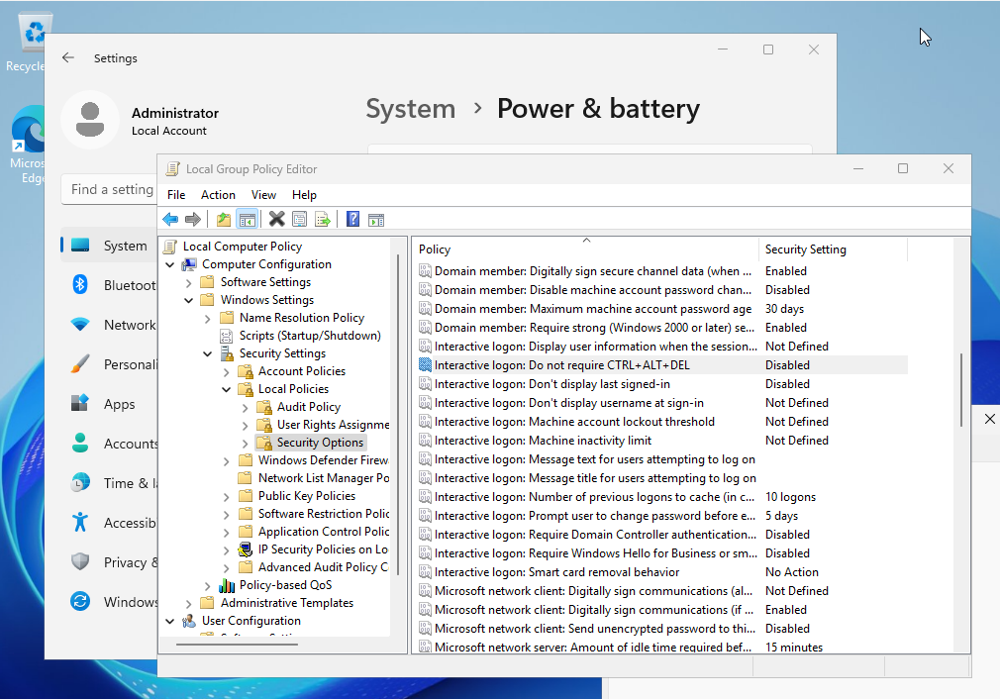 Recycle
Micros
Edge
Settings
Administrator
Local Account
System > Power & battery
Find a setting
System
Bluetoot
Network
Personali
Apps
Accounts
Time & la
Accessib
Privacy &
Windows
Local Group Policy Editor
File Action View Help
Local Computer Policy
Computer Configuration
Software Settings
Windows Settings
Name Resolution Policy
Scripts (Startup/Shutdown)
Security Settings
Account Policies
Local Policies
Audit Policy
User Rights Assignme
Security Options
Windows Defender Firew
Network List Manager Po
Public Key Policies
Software Restriction Polic
Application Control Polic
IP Security Policies on Lo
Advanced Audit Policy C
Policy-based QoS
Administrative Templates
User Configuration
Policy Security Setting
Domain member: Digitally sign secure channel data (when ... Enabled
Domain member: Disable machine account password chan... Disabled
Domain member: Maximum machine account password age 30 days
Domain member: Require strong (Windows 2000 or later) se... Enabled
Interactive logon: Display user information when the session... Not Defined
Interactive logon: Do not require CTRL+ALT+DEL Disabled
Interactive logon: Don't display last signed-in Disabled
Interactive logon: Don't display username at sign-in Not Defined
Interactive logon: Machine account lockout threshold Not Defined
Interactive logon: Machine inactivity limit Not Defined
Interactive logon: Message text for users attempting to log on
Interactive logon: Message title for users attempting to log on
Interactive logon: Number of previous logons to cache (in c... 10 logons
Interactive logon: Prompt user to change password before e... 5 days
Interactive logon: Require Domain Controller authentication... Disabled
Interactive logon: Require Windows Hello for Business or sm... Disabled
Interactive logon: Smart card removal behavior No Action
Microsoft network client: Digitally sign communications (al... Not Defined
Microsoft network client: Digitally sign communications (if ... Enabled
Microsoft network client: Send unencrypted password to thi... Disabled
Microsoft network server: Amount of idle time required bef... 15 minutes